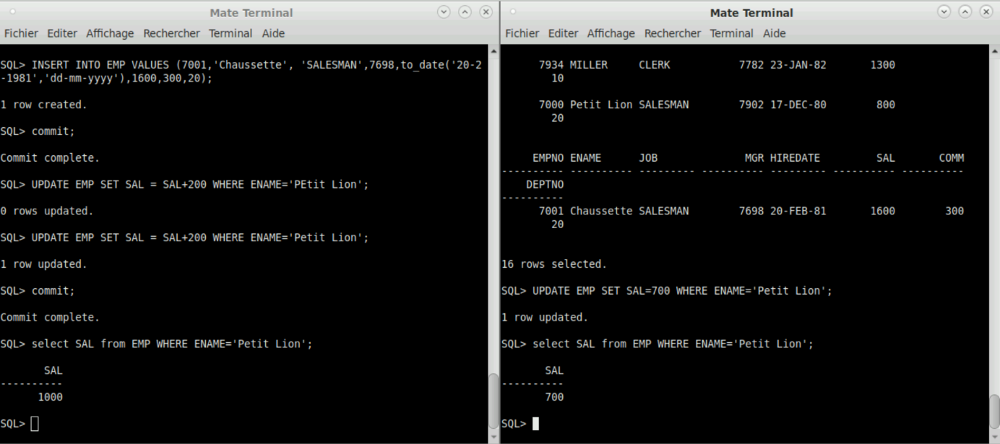 Mate Terminal
Fichier Editer Affichage Rechercher Terminal Aide
SQL> INSERT INTO EMP VALUES (7001,'Chaussette', 'SALESMAN',7698,to_date('20-2
-1981','dd-mm-yyyy'),1600,300,20);
1 row created.
SQL> commit;
Commit complete.
SQL> UPDATE EMP SET SAL = SAL+200 WHERE ENAME='PEtit Lion';
0 rows updated.
SQL> UPDATE EMP SET SAL = SAL+200 WHERE ENAME='Petit Lion';
1 row updated.
SQL> commit;
Commit complete.
SQL> select SAL from EMP WHERE ENAME='Petit Lion';
SAL
----------
1000
SQL>
Mate Terminal
Fichier Editer Affichage Rechercher Terminal Aide
7934 MILLER CLERK 7782 23-JAN-82 1300
10
7000 Petit Lion SALESMAN 7902 17-DEC-80 800
20
EMPNO ENAME JOB MGR HIREDATE SAL COMM
---------- ---------- --------- ---------- --------- ---------- ----------
DEPTNO
----------
7001 Chaussette SALESMAN 7698 20-FEB-81 1600 300
20
16 rows selected.
SQL> UPDATE EMP SET SAL=700 WHERE ENAME='Petit Lion';
1 row updated.
SQL> select SAL from EMP WHERE ENAME='Petit Lion';
SAL
----------
700
SQL>